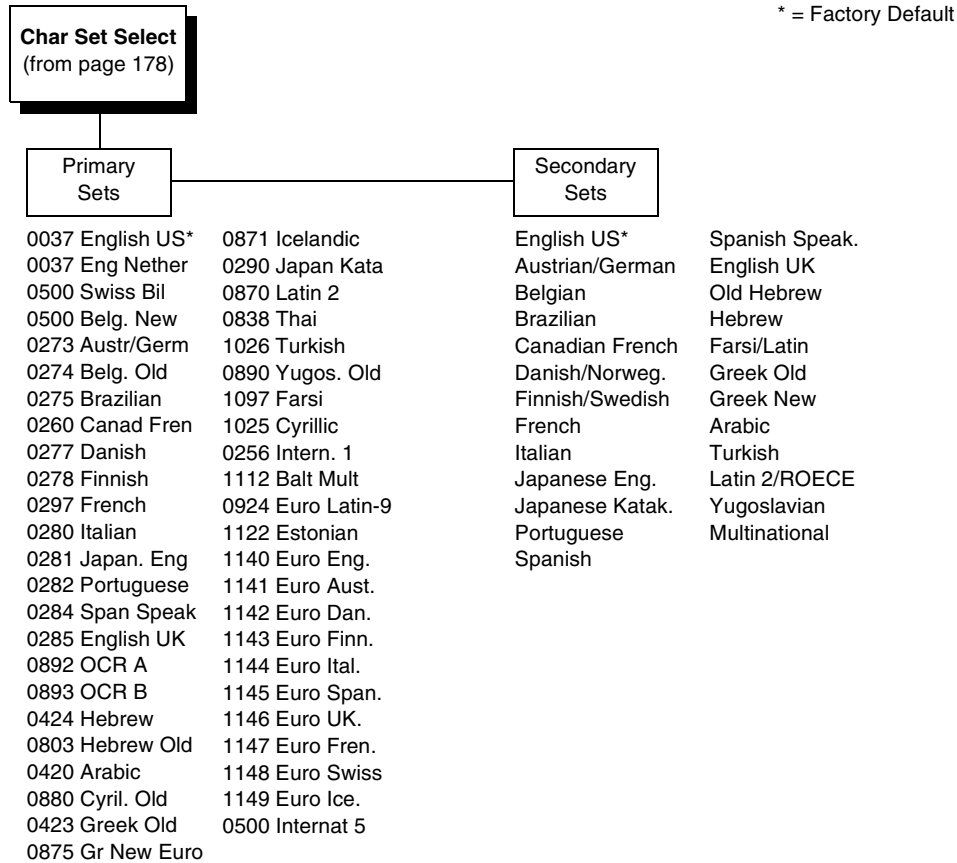 * = Factory Default
Char Set Select
(from page 178)
Primary
Sets
Secondary
Sets
0037 English US*
0037 Eng Nether
0500 Swiss Bil
0500 Belg. New
0273 Austr/Germ
0274 Belg. Old
0275 Brazilian
0260 Canad Fren
0277 Danish
0278 Finnish
0297 French
0280 Italian
0281 Japan. Eng
0282 Portuguese
0284 Span Speak
0285 English UK
0892 OCR A
0893 OCR B
0424 Hebrew
0803 Hebrew Old
0420 Arabic
0880 Cyril. Old
0423 Greek Old
0875 Gr New Euro
0871 Icelandic
0290 Japan Kata
0870 Latin 2
0838 Thai
1026 Turkish
0890 Yugos. Old
1097 Farsi
1025 Cyrillic
0256 Intern. 1
1112 Balt Mult
0924 Euro Latin-9
1122 Estonian
1140 Euro Eng.
1141 Euro Aust.
1142 Euro Dan.
1143 Euro Finn.
1144 Euro Ital.
1145 Euro Span.
1146 Euro UK.
1147 Euro Fren.
1148 Euro Swiss
1149 Euro Ice.
0500 Internat 5
English US*
Austrian/German
Belgian
Brazilian
Canadian French
Danish/Norweg.
Finnish/Swedish
French
Italian
Japanese Eng.
Japanese Katak.
Portuguese
Spanish
Spanish Speak.
English UK
Old Hebrew
Hebrew
Farsi/Latin
Greek Old
Greek New
Arabic
Turkish
Latin 2/ROECE
Yugoslavian
Multinational